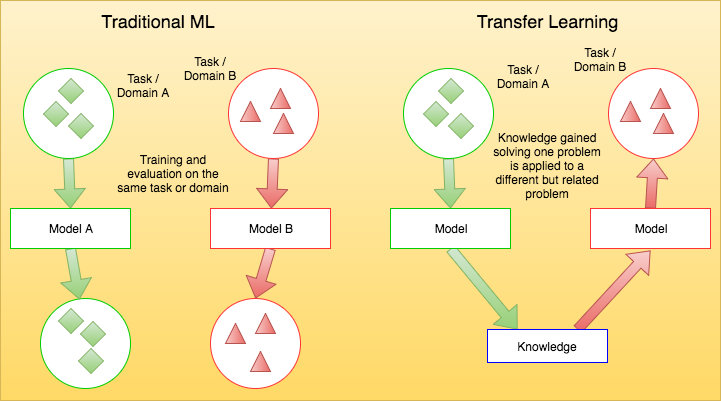 Traditional ML
Transfer Learning
Task /
Domain A
Task /
Domain B
Training and
evaluation on the
same task or domain
Model A
Model B
Task /
Domain A
Task /
Domain B
Knowledge gained
solving one problem
is applied to a
different but related
problem
Model
Model
Knowledge